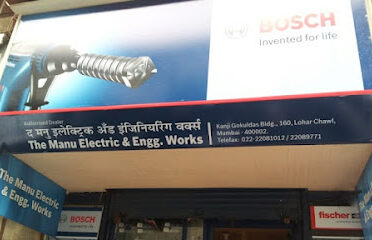 BOSCH
Invented for life
Authorised Dealer
द मनु इलेक्ट्रिक अँड इंजिनियरिंग वर्क्स
The Manu Electric & Engg. Works
Kanji Gokuldas Bldg., 160, Lohar Chawl,
Mumbai - 400002.
Telefax: 022-22081012 / 22089771
The Manu Electric
& Engg. Works
BOSCH
fischer